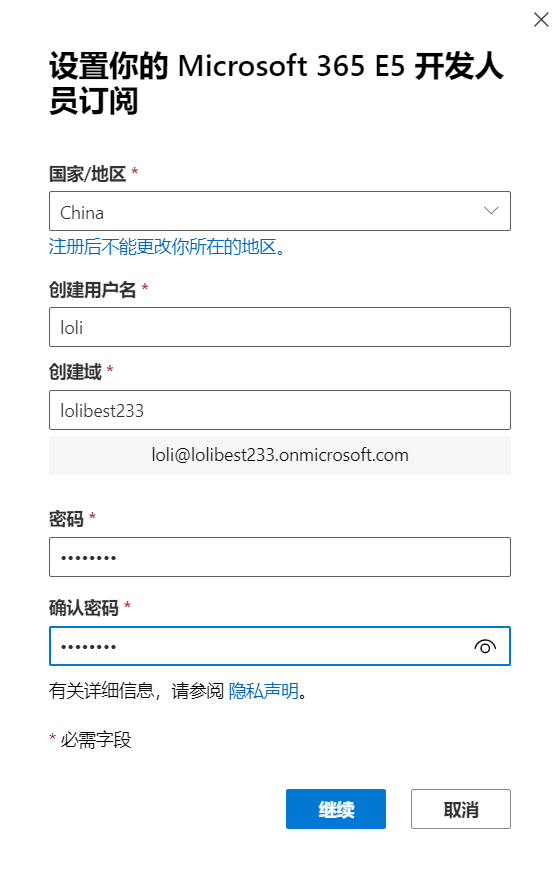 设置你的 Microsoft 365 E5 开发人
员订阅
国家/地区 *
China
注册后不能更改你所在的地区。
创建用户名 *
loli
创建域 *
lolibest233
loli@lolibest233.onmicrosoft.com
密码 *
••••••••
确认密码 *
••••••••
有关详细信息，请参阅 隐私声明。
* 必需字段
继续
取消